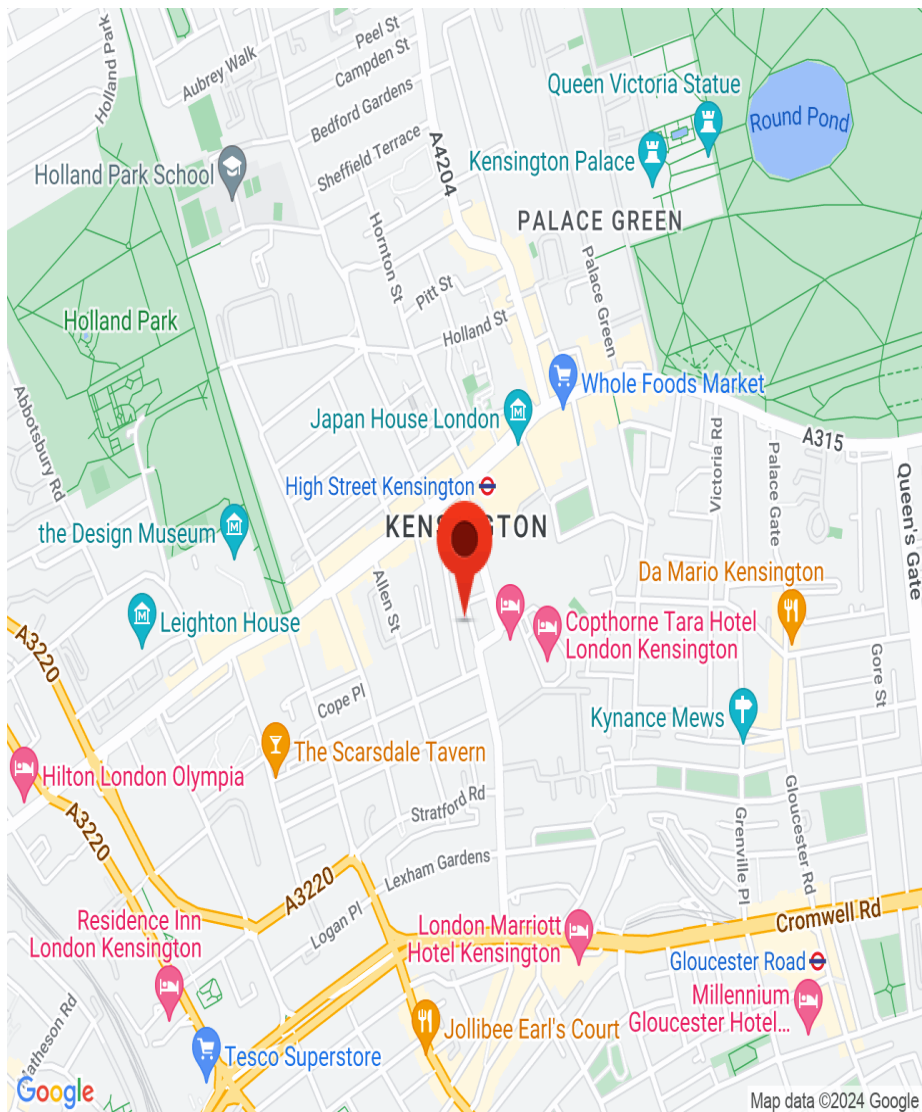 Holland Park
Peel St
Campden St
Aubrey Walk
Bedford Gardens
Sheffield Terrace
A4204
Queen Victoria Statue
Round Pond
Holland Park School
Kensington Palace
PALACE GREEN
Hornton St
Pitt St
Palace Green
Holland St
Holland Park
Abbotsbury Rd
Whole Foods Market
Japan House London
A315
Victoria Rd
Palace Gate
Queen's Gate
High Street Kensington
KENSINGTON
the Design Museum
Allen St
Da Mario Kensington
Leighton House
Copthorne Tara Hotel
London Kensington
A3220
Gore St
Cope Pl
Kynance Mews
The Scarsdale Tavern
Hilton London Olympia
Stratford Rd
A3220
Grenville Pl
Gloucester Rd
Lexham Gardens
A3220
Logan Pl
Residence Inn
London Kensington
London Marriott
Hotel Kensington
Cromwell Rd
Gloucester Road
Millennium
Gloucester Hotel...
Jollibee Earl's Court
Tesco Superstore
Matheson Rd
Google
Map data ©2024 Google